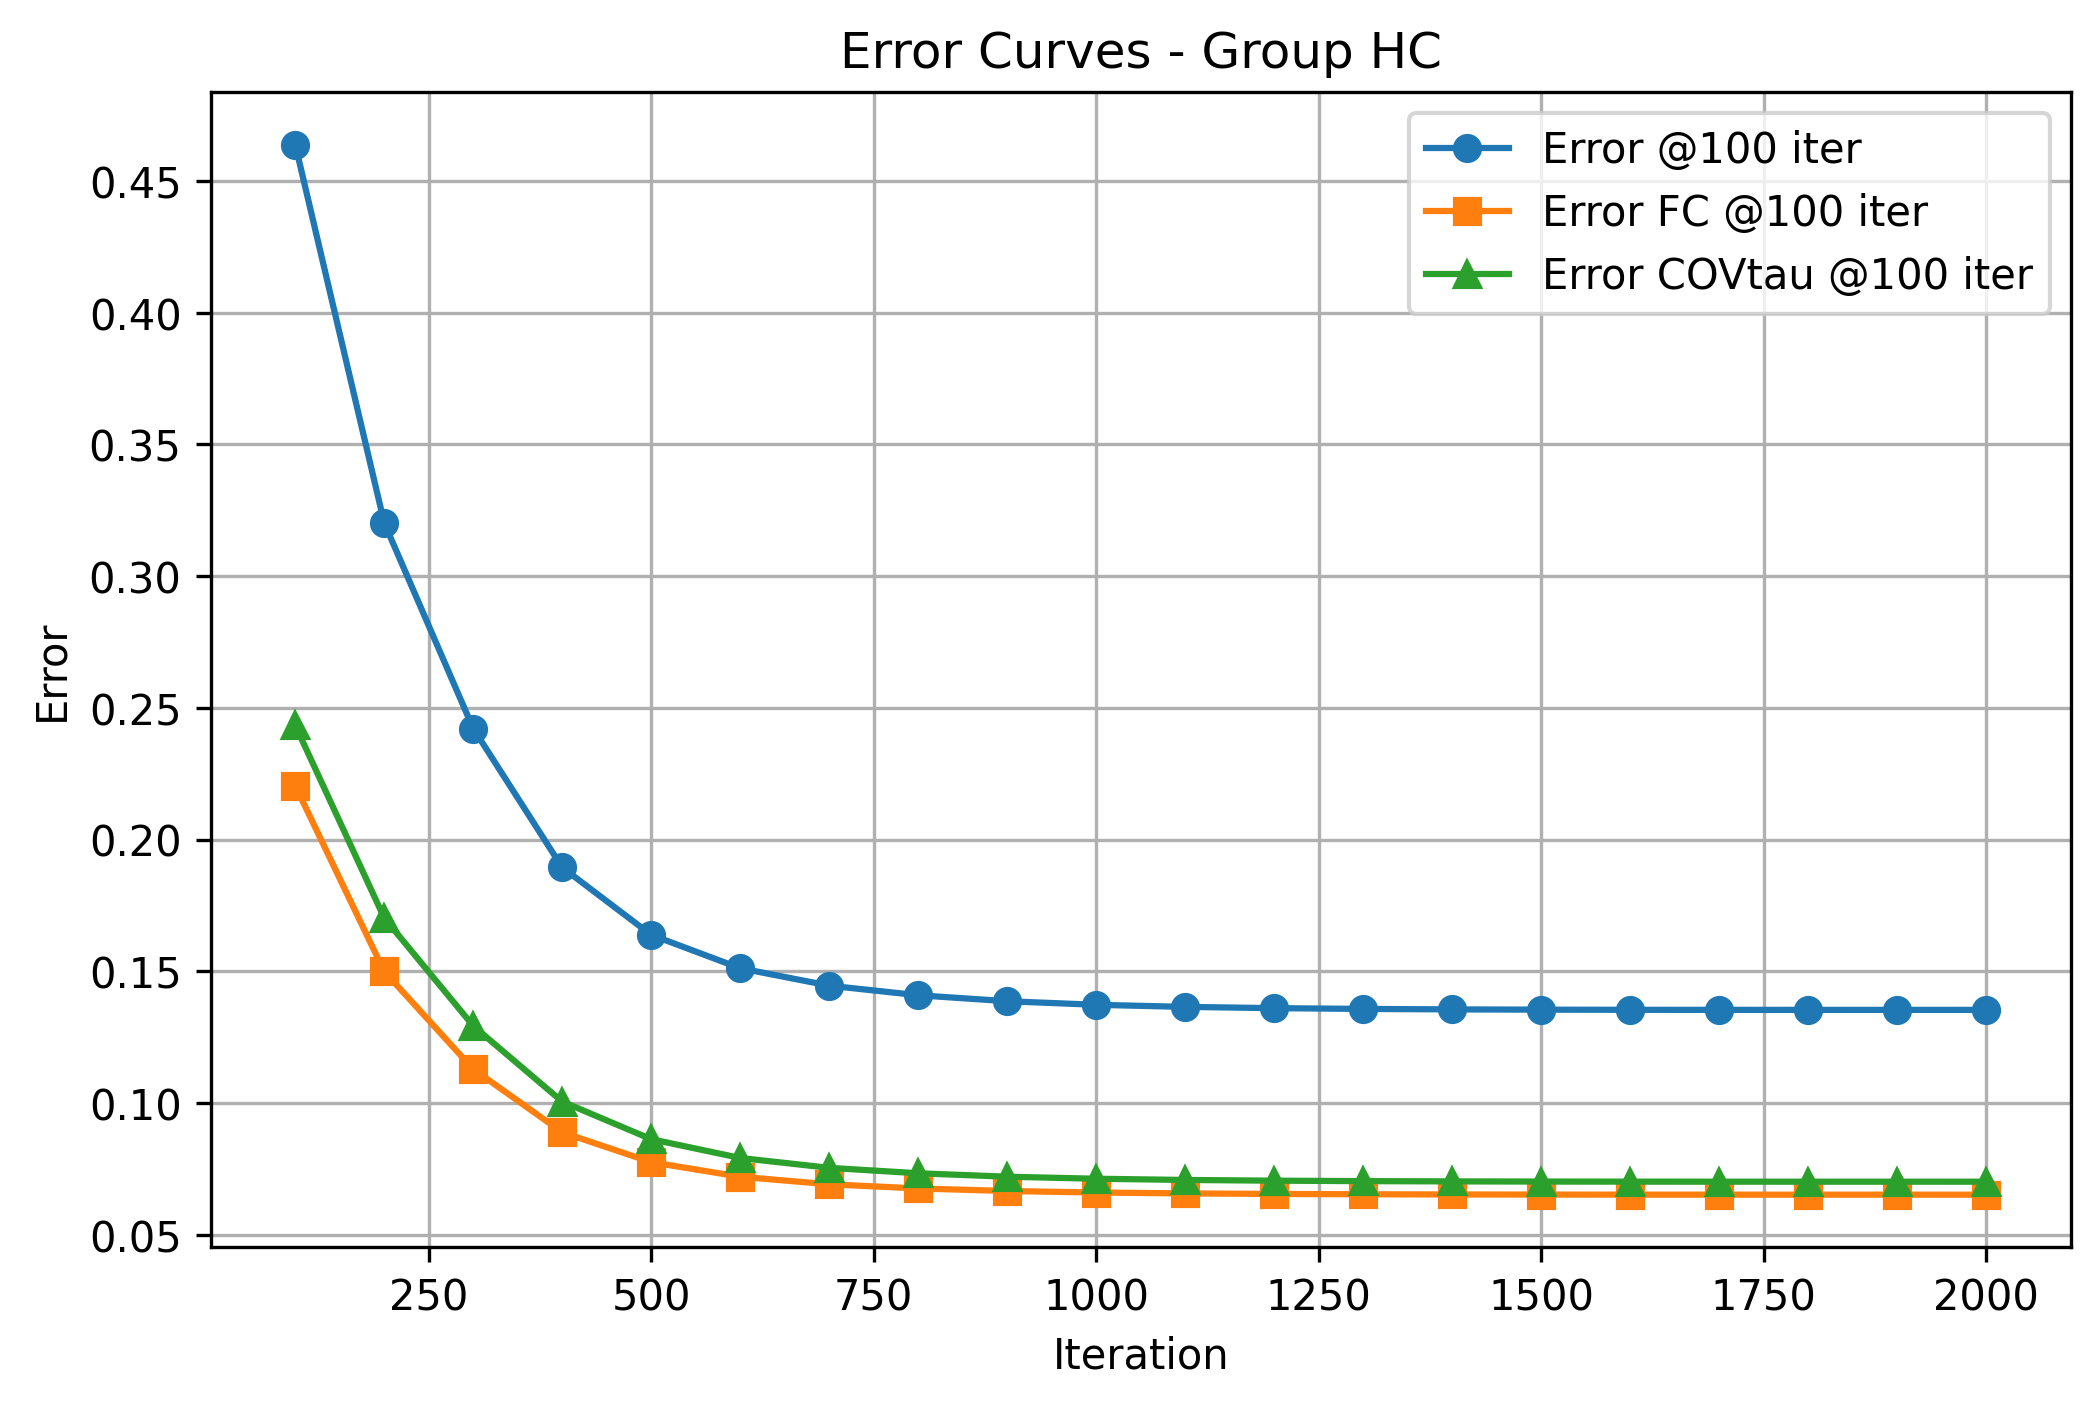 Error Curves - Group HC
Error @100 iter
Error FC @100 iter
Error COVtau @100 iter
Error
0.45
0.40
0.35
0.30
0.25
0.20
0.15
0.10
0.05
250 500 750 1000 1250 1500 1750 2000
Iteration